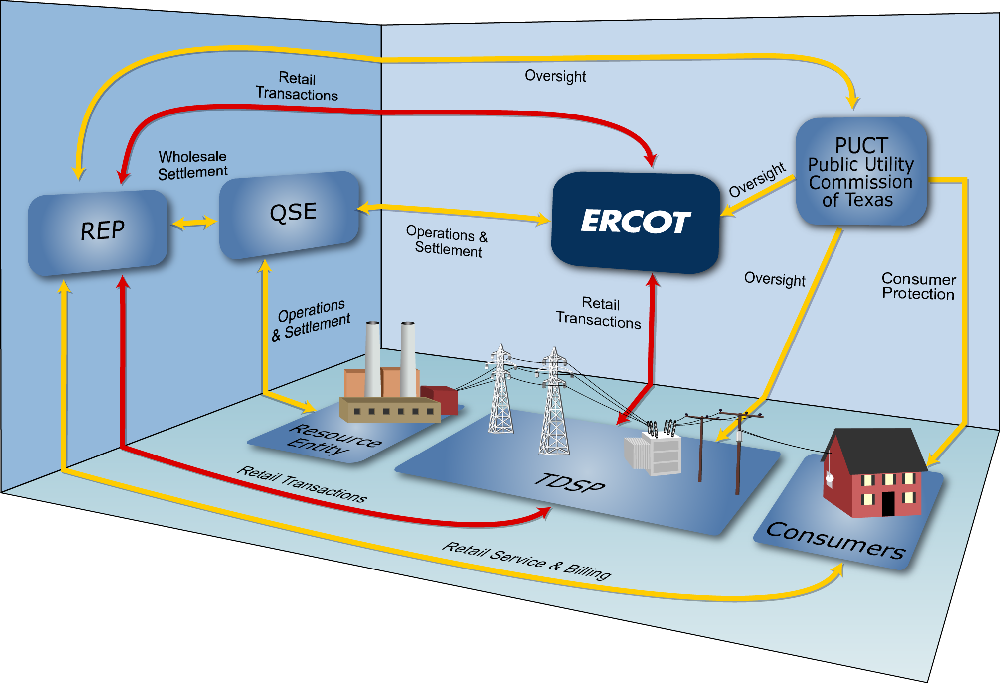 Retail
Transactions
Oversight
Wholesale
Settlement
PUCT
Public Utility
Commission
of Texas
Oversight
REP
QSE
ERCOT
Operations &
Settlement
Oversight
Consumer
Protection
Operations
& Settlement
Retail
Transactions
Resource
Entity
Retail Transactions
TDSP
Consumers
Retail Service & Billing